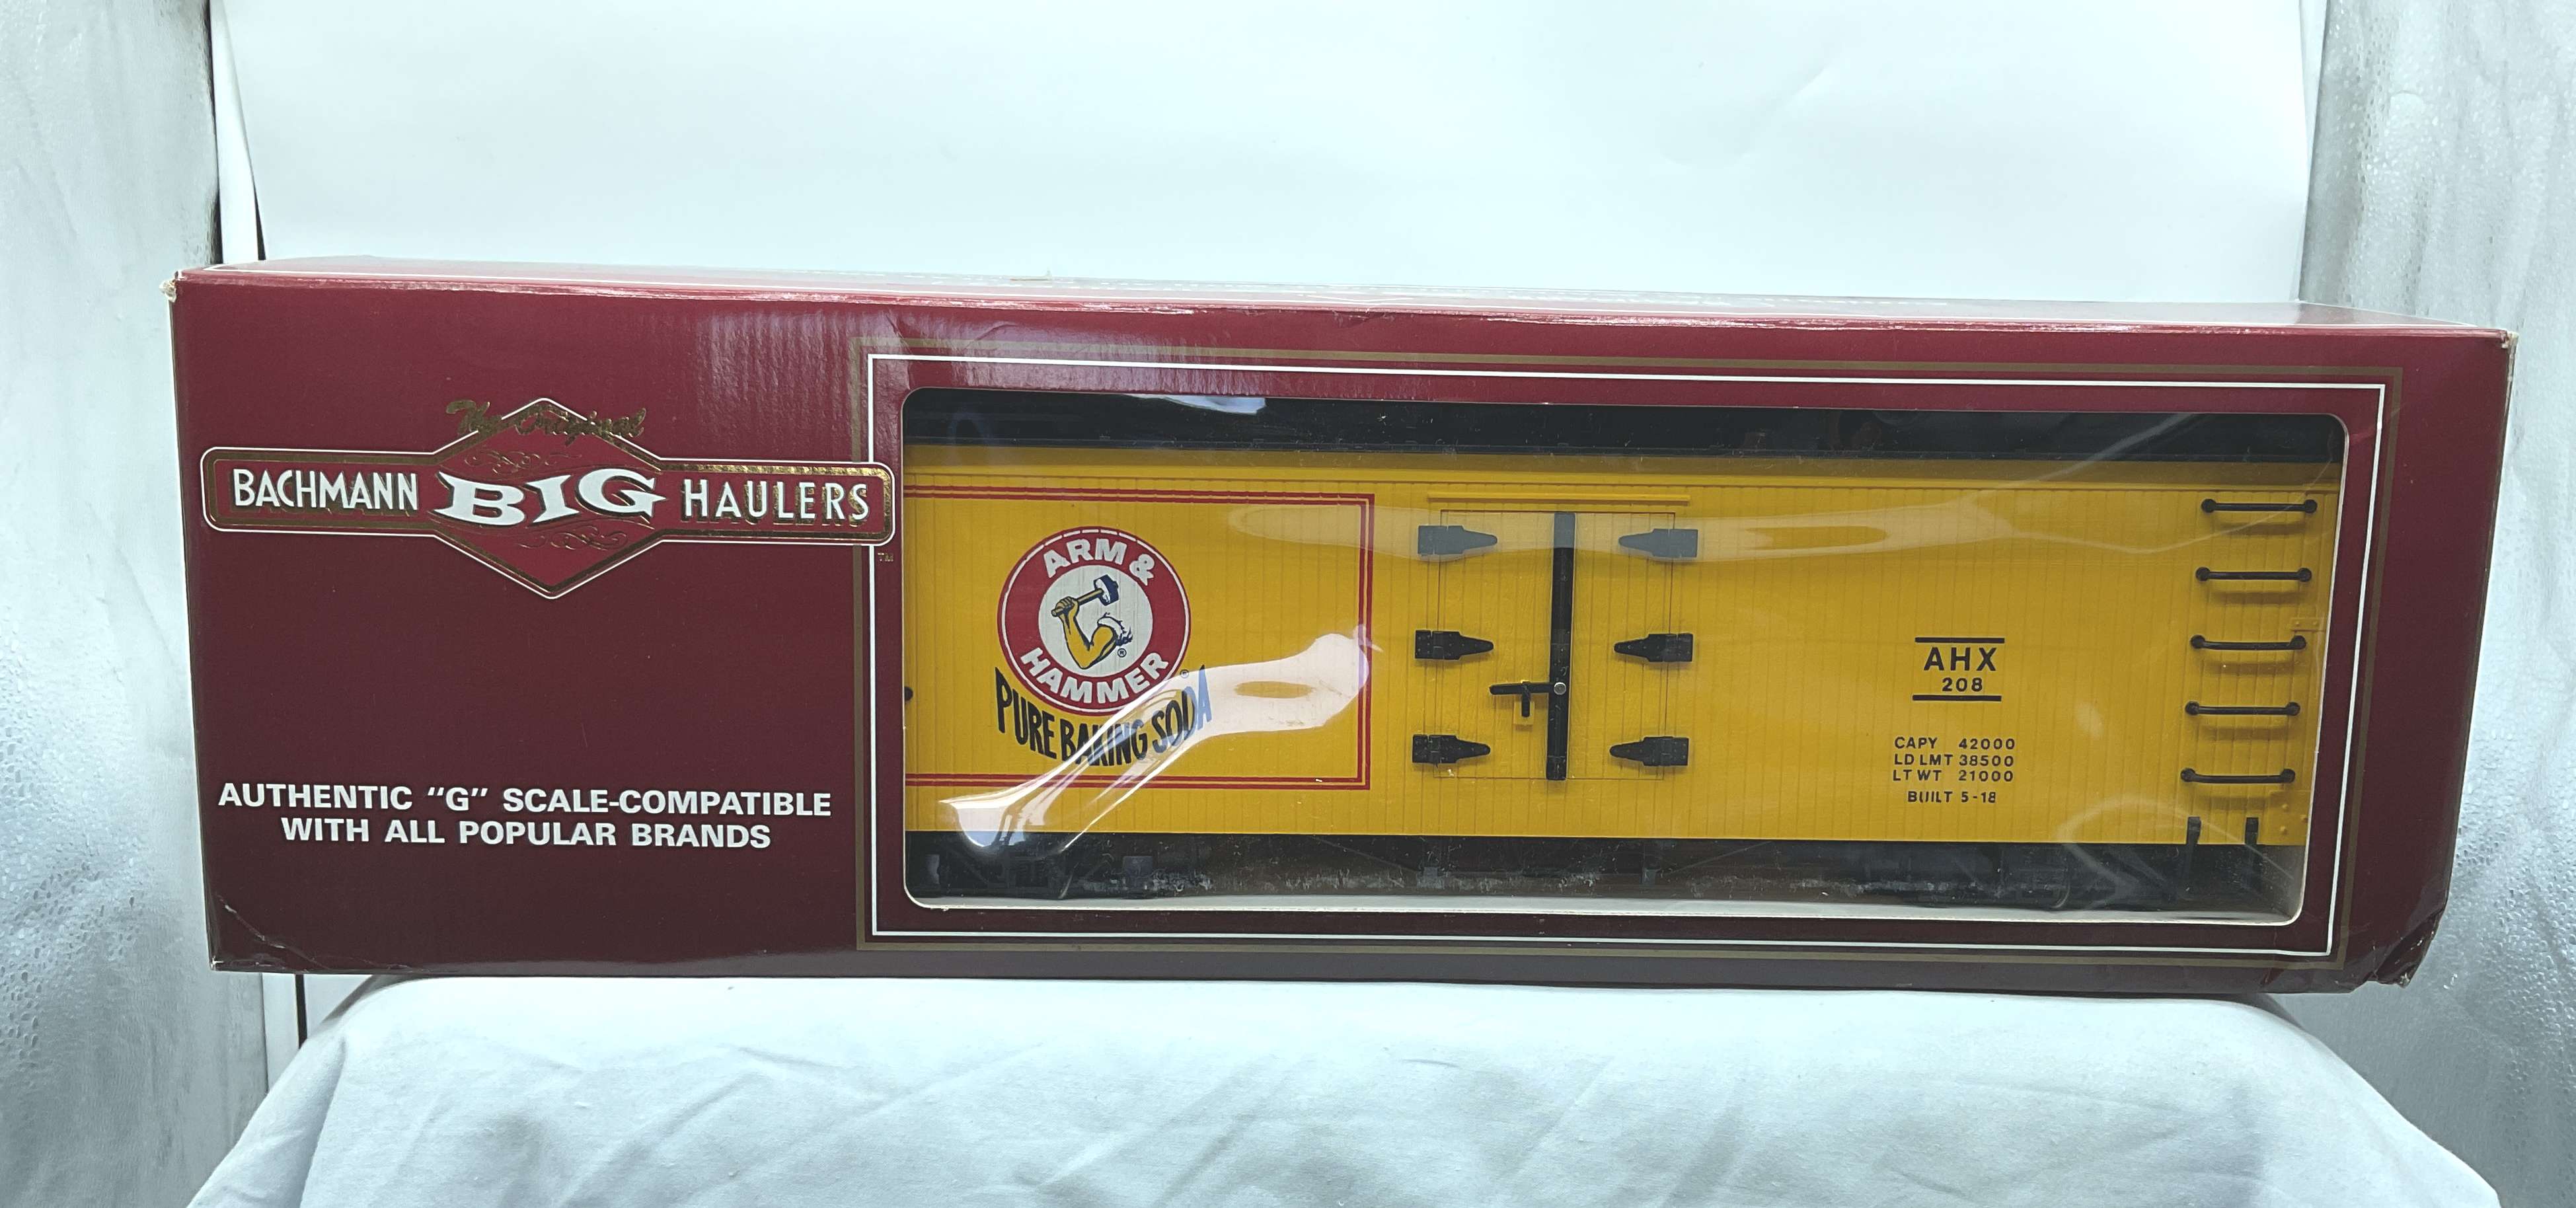 The Original
BACHMANN BIG HAULERS
TM
AUTHENTIC "G" SCALE-COMPATIBLE
WITH ALL POPULAR BRANDS
ARM &
HAMMER
®
®
PURE BAKING SODA
AHX
208
CAPY 42000
LD LMT 38500
LT WT 21000
BUILT 5-18